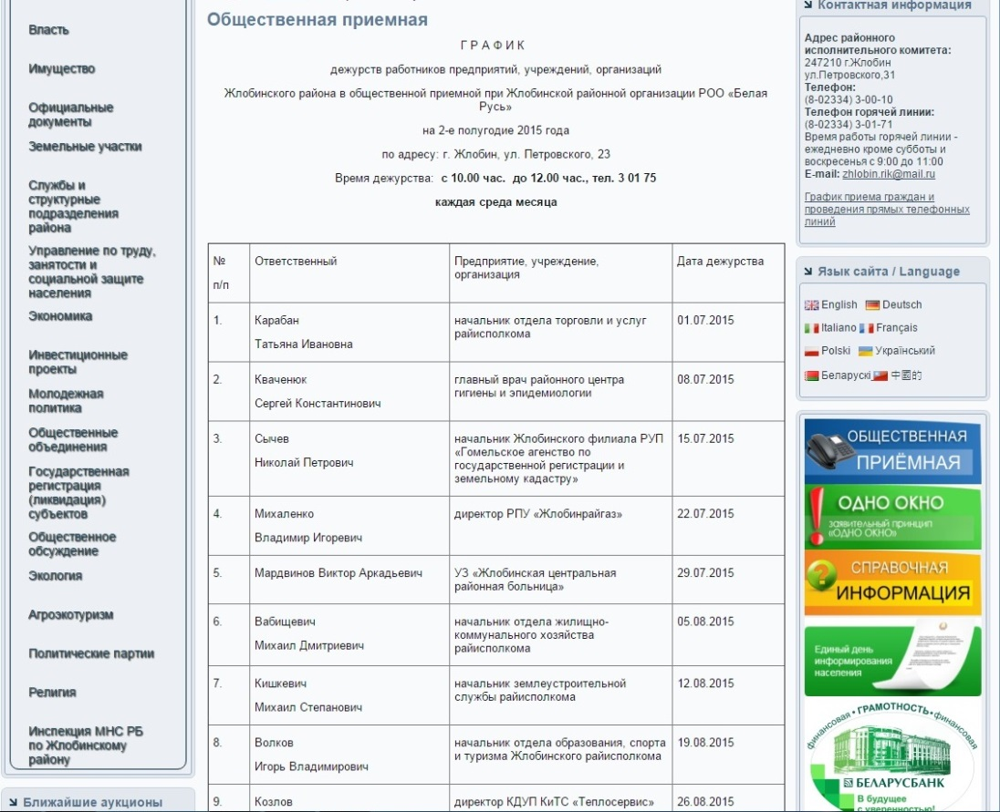 Власть
Имущество
Официальные
документы
Земельные участки
Службы и
структурные
подразделения
района
Управление по труду,
занятости и
социальной защите
населения
Экономика
Инвестиционные
проекты
Молодежная
политика
Общественные
объединения
Государственная
регистрация
(ликвидация)
субъектов
Общественное
обсуждение
Экология
Агроэкотуризм
Политические партии
Религия
Инспекция МНС РБ
по Жлобинскому
району
Ближайшие аукционы
Общественная приемная
Г Р А Ф И К
дежурств работников предприятий, учреждений, организаций
Жлобинского района в общественной приемной при Жлобинской районной организации РОО «Белая
Русь»
на 2-е полугодие 2015 года
по адресу: г. Жлобин, ул. Петровского, 23
Время дежурства: с 10.00 час. до 12.00 час., тел. 3 01 75
каждая среда месяца
№
п/п
Ответственный
Предприятие, учреждение,
организация
Дата дежурства
1.
Карабан
Татьяна Ивановна
начальник отдела торговли и услуг
райисполкома
01.07.2015
2.
Кваченюк
Сергей Константинович
главный врач районного центра
гигиены и эпидемиологии
08.07.2015
3.
Сычев
Николай Петрович
начальник Жлобинского филиала РУП
«Гомельское агенство по
государственной регистрации и
земельному кадастру»
15.07.2015
4.
Михаленко
Владимир Игоревич
директор РПУ «Жлобинрайгаз»
22.07.2015
5.
Мардвинов Виктор Аркадьевич
УЗ «Жлобинская центральная
районная больница»
29.07.2015
6.
Вабищевич
Михаил Дмитриевич
начальник отдела жилищно-
коммунального хозяйства
райисполкома
05.08.2015
7.
Кишкевич
Михаил Степанович
начальник землеустроительной
службы райисполкома
12.08.2015
8.
Волков
Игорь Владимирович
начальник отдела образования, спорта
и туризма Жлобинского райисполкома
19.08.2015
9.
Козлов
директор КДУП КиТС «Теплосервис»
26.08.2015
Контактная информация
Адрес районного
исполнительного комитета:
247210 г.Жлобин
ул.Петровского,31
Телефон:
(8-02334) 3-00-10
Телефон горячей линии:
(8-02334) 3-01-71
Время работы горячей линии -
ежедневно кроме субботы и
воскресенья с 9:00 до 11:00
E-mail: zhlobin.rik@mail.ru
График приема граждан и
проведения прямых телефонных
линий
Язык сайта / Language
English Deutsch
Italiano Français
Polski Український
Беларускі 中國的
ОБЩЕСТВЕННАЯ
ПРИЁМНАЯ
ОДНО ОКНО
заявительный принцип
«ОДНО ОКНО»
СПРАВОЧНАЯ
ИНФОРМАЦИЯ
Единый день
информирования
населения
финансовая • ГРАМОТНОСТЬ • финансовая
БЕЛАРУСБАНК
В будущее
с уверенностью!